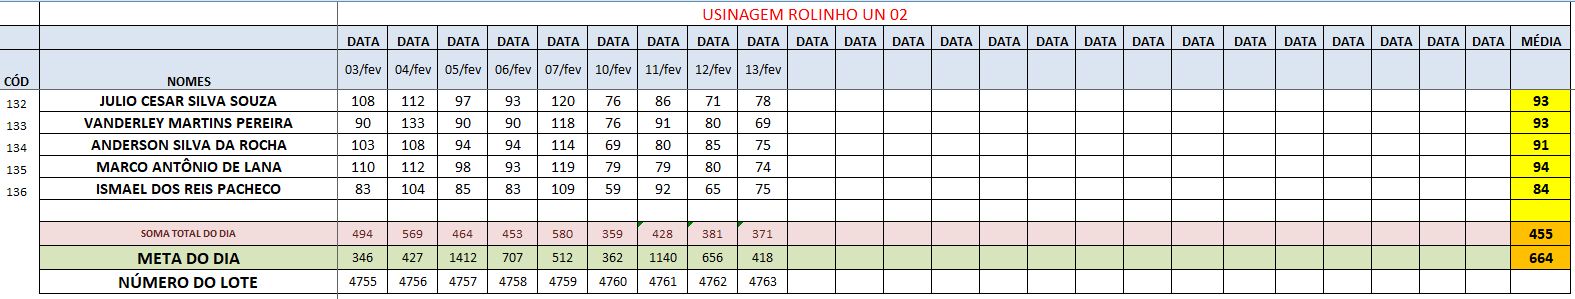 USINAGEM ROLINHO UN 02
DATA DATA DATA DATA DATA DATA DATA DATA DATA DATA DATA DATA DATA DATA DATA DATA DATA DATA DATA DATA DATA DATA DATA DATA MÉDIA
CÓD NOMES 03/fev 04/fev 05/fev 06/fev 07/fev 10/fev 11/fev 12/fev 13/fev
132 JULIO CESAR SILVA SOUZA 108 112 97 93 120 76 86 71 78 93
133 VANDERLEY MARTINS PEREIRA 90 133 90 90 118 76 91 80 69 93
134 ANDERSON SILVA DA ROCHA 103 108 94 94 114 69 80 85 75 91
135 MARCO ANTÔNIO DE LANA 110 112 98 93 119 79 79 80 74 94
136 ISMAEL DOS REIS PACHECO 83 104 85 83 109 59 92 65 75 84
SOMA TOTAL DO DIA 494 569 464 453 580 359 428 381 371 455
META DO DIA 346 427 1412 707 512 362 1140 656 418 664
NÚMERO DO LOTE 4755 4756 4757 4758 4759 4760 4761 4762 4763